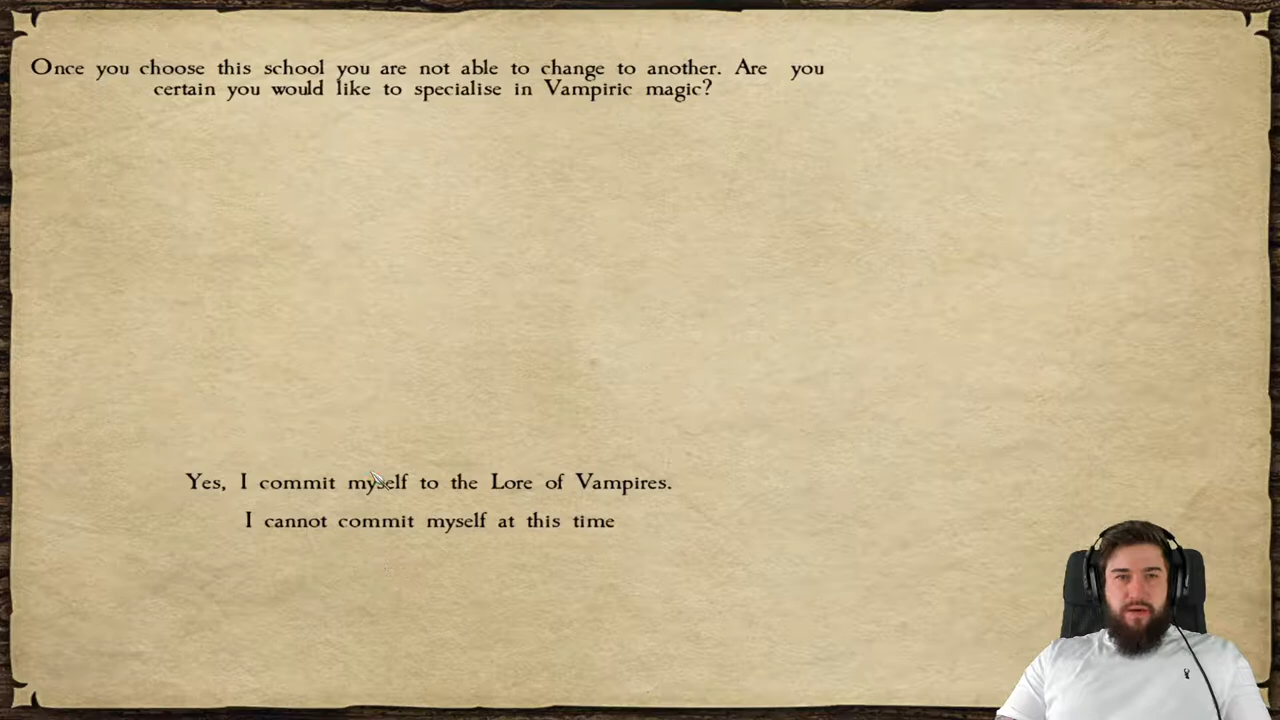 Once you choose this school you are not able to change to another. Are you
certain you would like to specialise in Vampiric magic?
Yes, I commit myself to the Lore of Vampires.
I cannot commit myself at this time